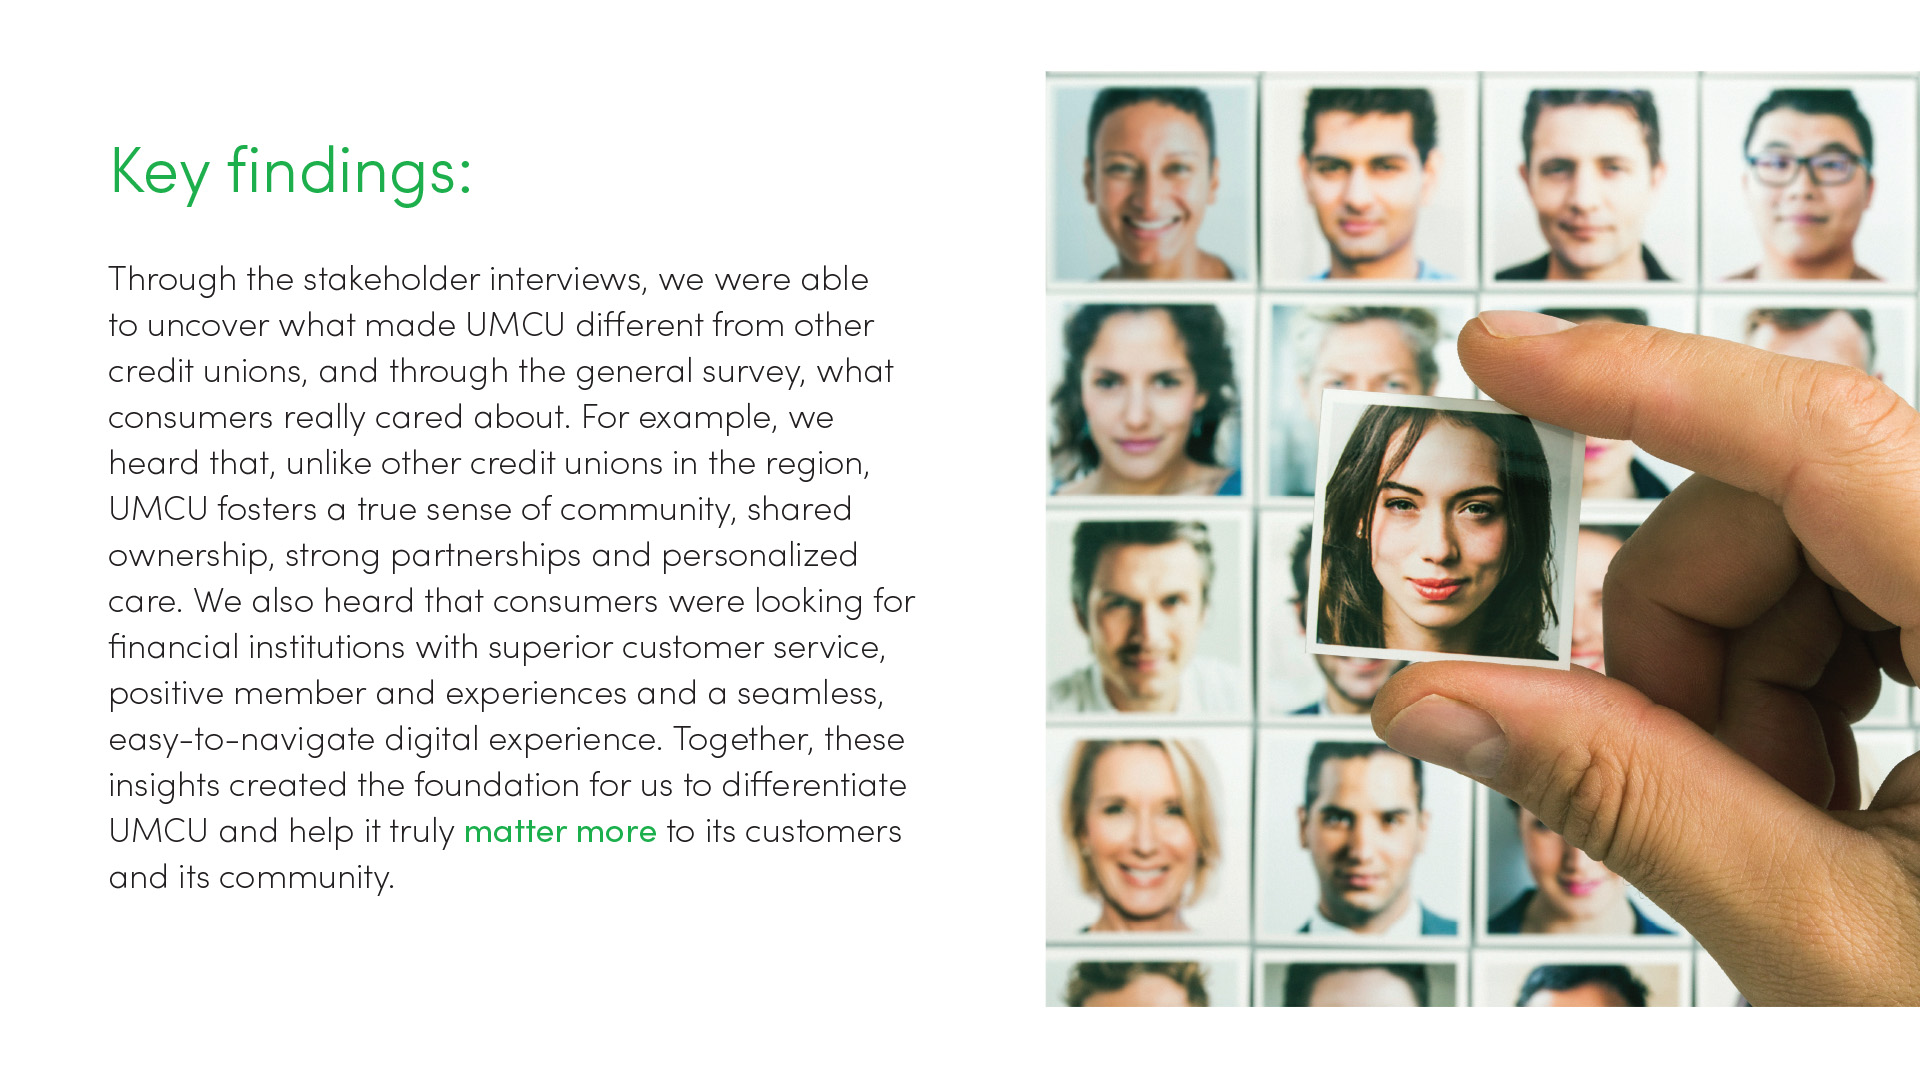 Key findings:
Through the stakeholder interviews, we were able
to uncover what made UMCU different from other
credit unions, and through the general survey, what
consumers really cared about. For example, we
heard that, unlike other credit unions in the region,
UMCU fosters a true sense of community, shared
ownership, strong partnerships and personalized
care. We also heard that consumers were looking for
financial institutions with superior customer service,
positive member and experiences and a seamless,
easy-to-navigate digital experience. Together, these
insights created the foundation for us to differentiate
UMCU and help it truly matter more to its customers
and its community.